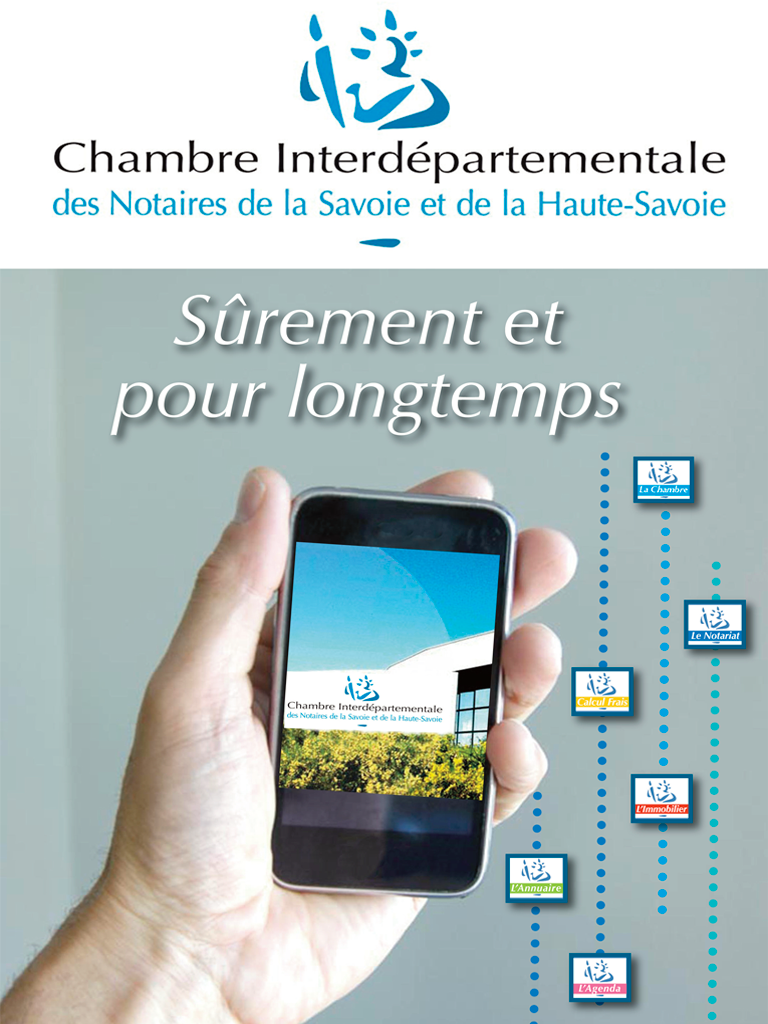 Chambre Interdépartementale
des Notaires de la Savoie et de la Haute-Savoie
Sûrement et
pour longtemps
La Chambre
Le Notariat
Calcul Frais
Chambre Interdépartementale
des Notaires de la Savoie et de la Haute-Savoie
L'Immobilier
L'Annuaire
L'Agenda